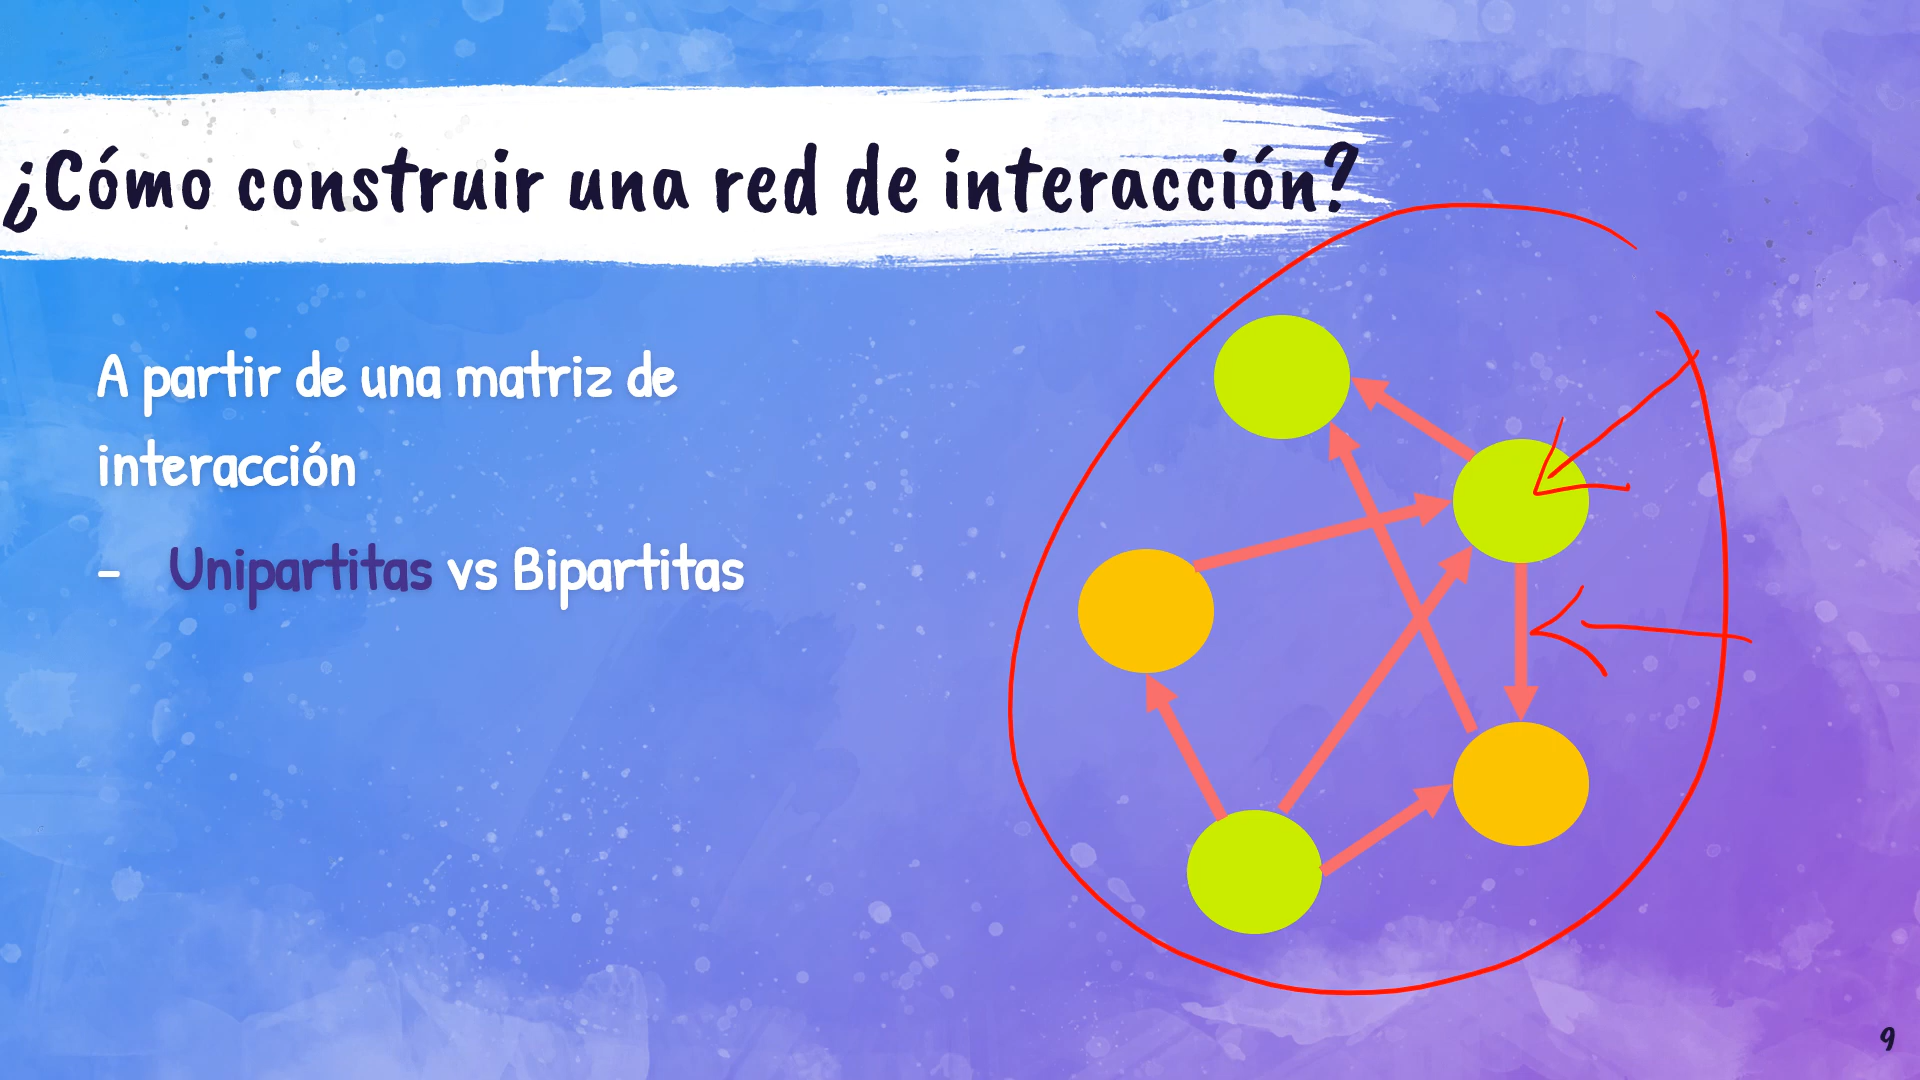 ¿Cómo construir una red de interacción?
A partir de una matriz de
interacción
- Unipartitas vs Bipartitas
9